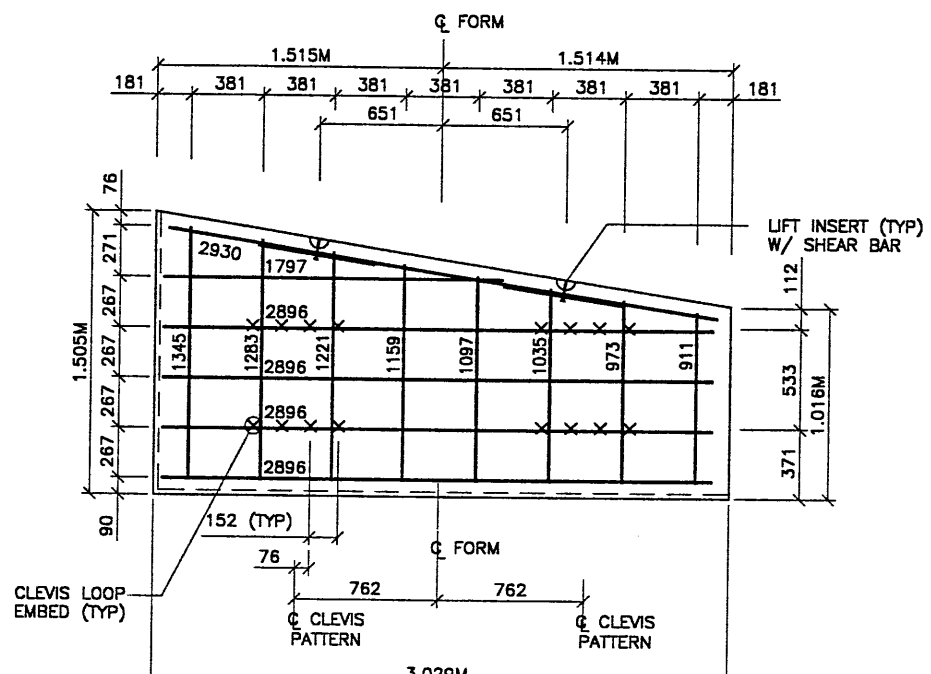 ℄ FORM
1.515M 1.514M
181 381 381 381 381 381 381 381 181
651 651
76
271
267
267
267
267
90
1.505M
LIFT INSERT (TYP)
W/ SHEAR BAR
112
533
371
1.016M
2930
1797
2896
2896
2896
2896
1345 1283 1221 1159 1097 1035 973 911
152 (TYP)
℄ FORM
76
762 762
CLEVIS LOOP
EMBED (TYP)
℄ CLEVIS
PATTERN
℄ CLEVIS
PATTERN
3.029M